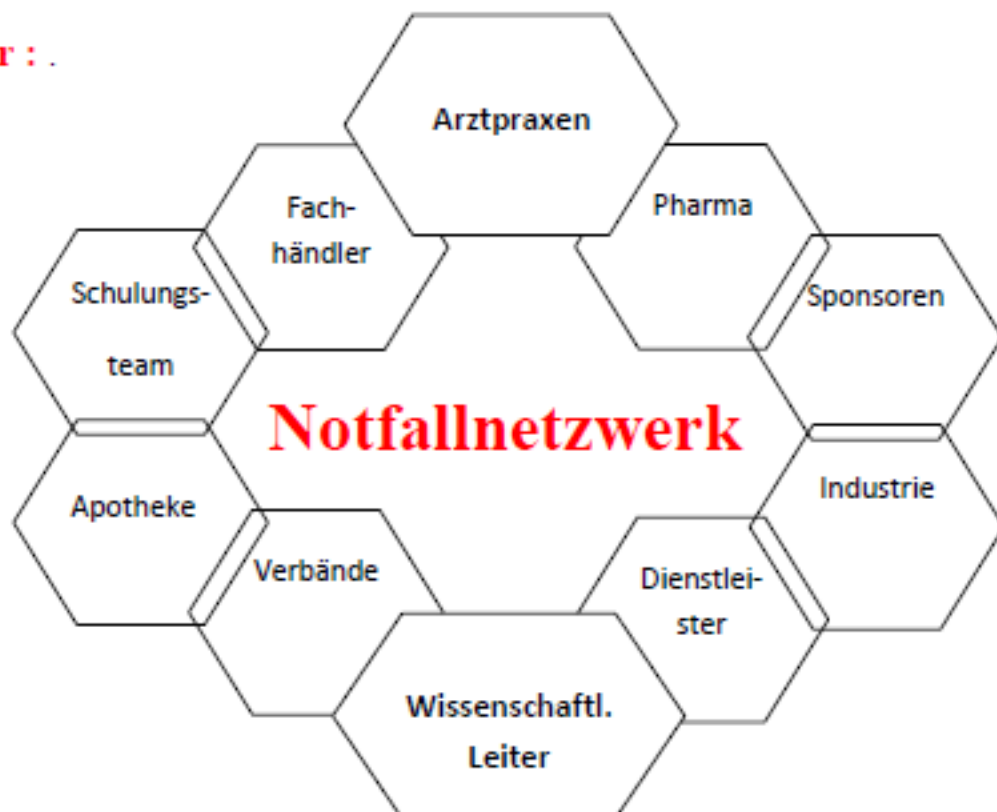 r : .
Arztpraxen
Fach-
händler
Pharma
Schulungs-
team
Sponsoren
Notfallnetzwerk
Apotheke
Industrie
Verbände
Dienstlei-
ster
Wissenschaftl.
Leiter